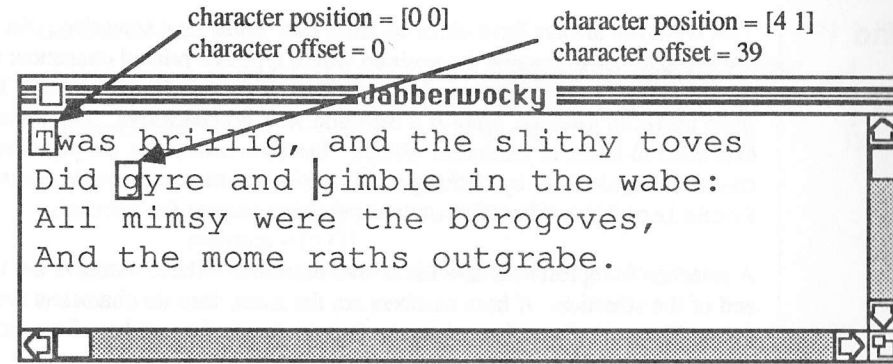 character position = [0 0]
character offset = 0
character position = [4 1]
character offset = 39
Jabberwocky
Twas brillig, and the slithy toves
Did gyre and gimble in the wabe:
All mimsy were the borogoves,
And the mome raths outgrabe.